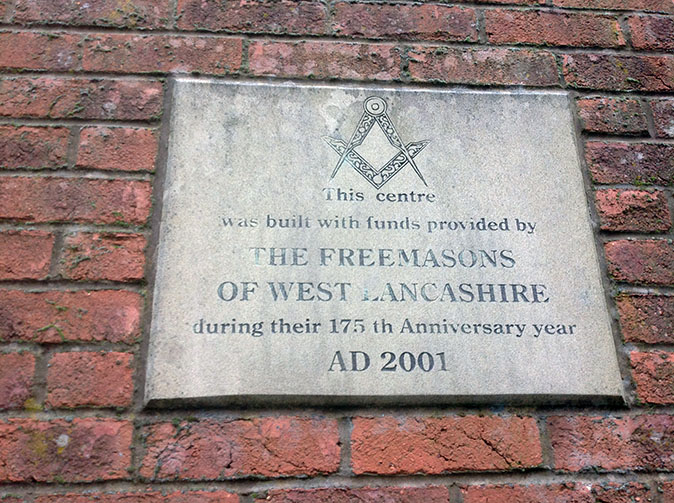 This centre
was built with funds provided by
THE FREEMASONS
OF WEST LANCASHIRE
during their 175 th Anniversary year
AD 2001